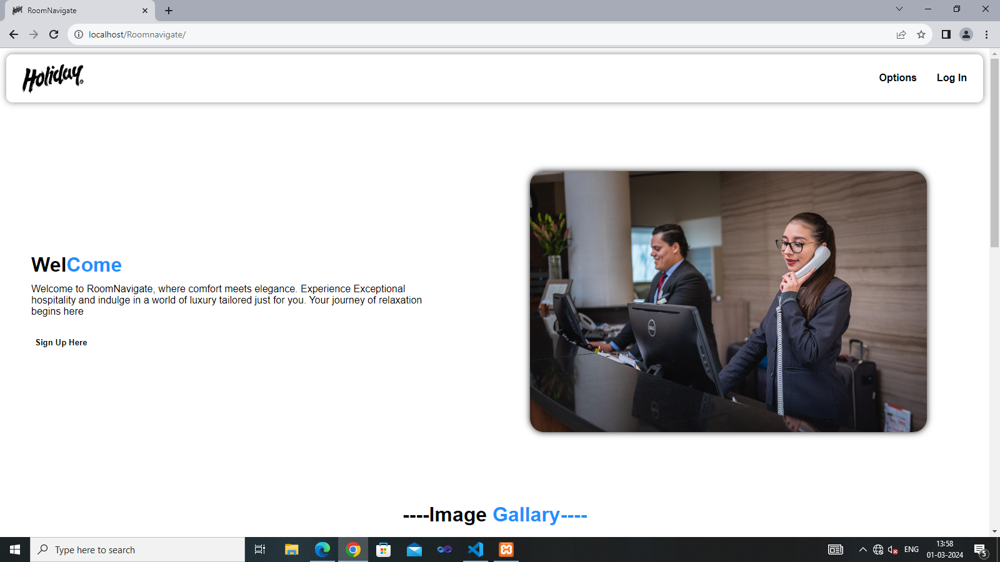 RoomNavigate
localhost/Roomnavigate/
Holiday
Options
Log In
WelCome
Welcome to RoomNavigate, where comfort meets elegance. Experience Exceptional
hospitality and indulge in a world of luxury tailored just for you. Your journey of relaxation
begins here
Sign Up Here
DELL
----Image Gallary----
Type here to search
ENG
13:58
01-03-2024
5